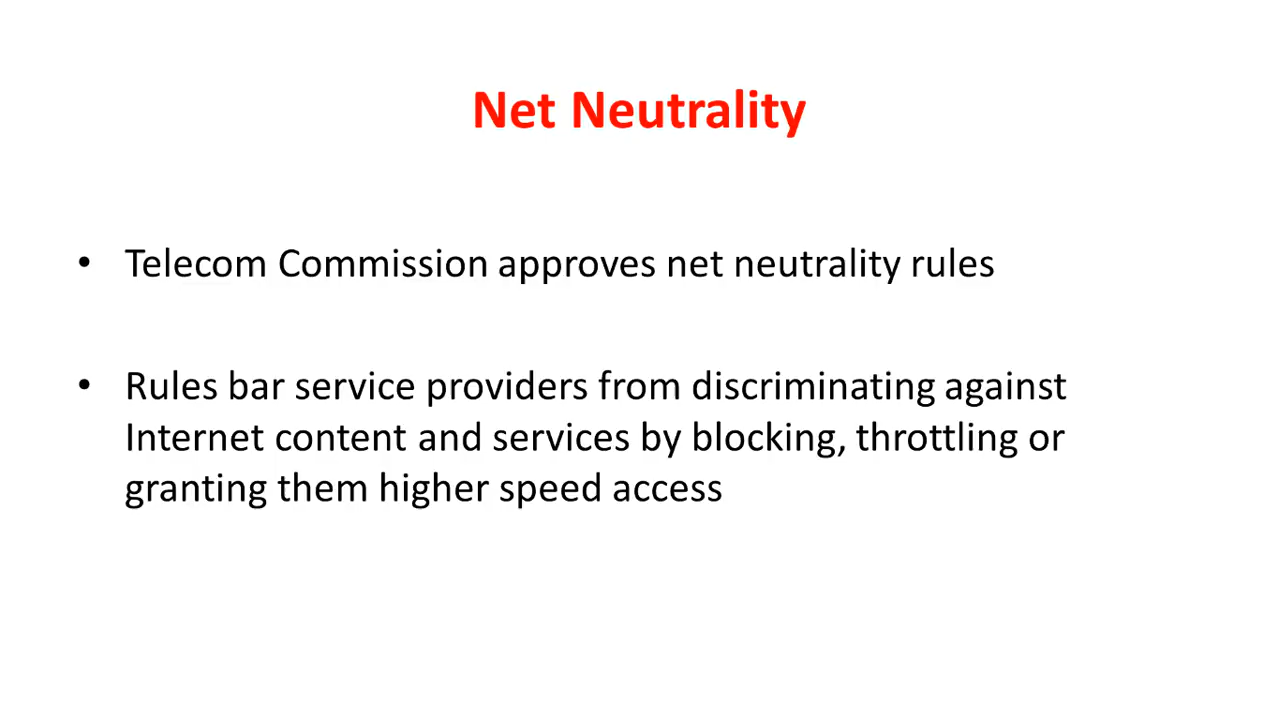 Net Neutrality
• Telecom Commission approves net neutrality rules
• Rules bar service providers from discriminating against
Internet content and services by blocking, throttling or
granting them higher speed access